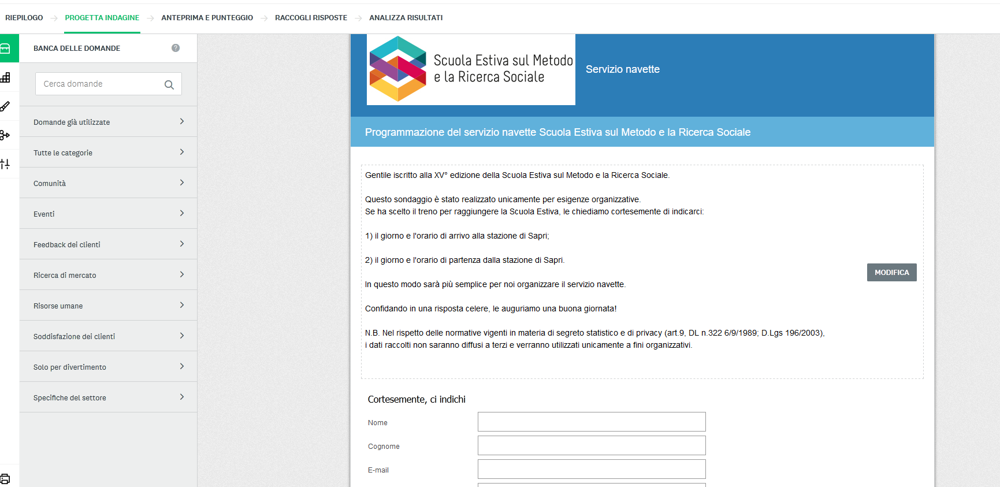 RIEPILOGO
PROGETTA INDAGINE
ANTEPRIMA E PUNTEGGIO
RACCOGLI RISPOSTE
ANALIZZA RISULTATI
BANCA DELLE DOMANDE
?
Cerca domande
Domande già utilizzate
Tutte le categorie
Comunità
Eventi
Feedback dei clienti
Ricerca di mercato
Risorse umane
Soddisfazione dei clienti
Solo per divertimento
Specifiche del settore
Scuola Estiva sul Metodo
e la Ricerca Sociale
Servizio navette
Programmazione del servizio navette Scuola Estiva sul Metodo e la Ricerca Sociale
Gentile iscritto alla XV° edizione della Scuola Estiva sul Metodo e la Ricerca Sociale.
Questo sondaggio è stato realizzato unicamente per esigenze organizzative.
Se ha scelto il treno per raggiungere la Scuola Estiva, le chiediamo cortesemente di indicarci:
1) il giorno e l'orario di arrivo alla stazione di Sapri;
2) il giorno e l'orario di partenza dalla stazione di Sapri.
MODIFICA
In questo modo sarà più semplice per noi organizzare il servizio navette.
Confidando in una risposta celere, le auguriamo una buona giornata!
N.B. Nel rispetto delle normative vigenti in materia di segreto statistico e di privacy (art.9, DL n.322 6/9/1989; D.Lgs 196/2003),
i dati raccolti non saranno diffusi a terzi e verranno utilizzati unicamente a fini organizzativi.
Cortesemente, ci indichi
Nome
Cognome
E-mail